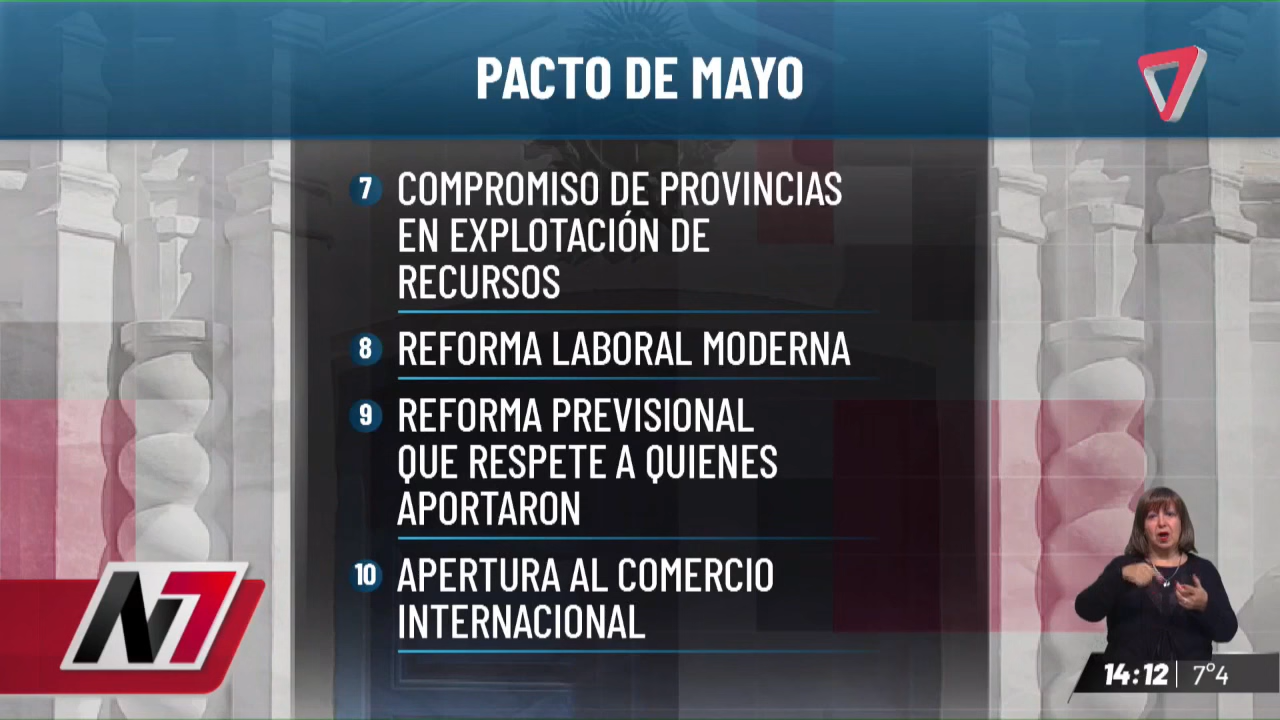 PACTO DE MAYO
7 COMPROMISO DE PROVINCIAS
EN EXPLOTACIÓN DE
RECURSOS
8 REFORMA LABORAL MODERNA
9 REFORMA PREVISIONAL
QUE RESPETE A QUIENES
APORTARON
10 APERTURA AL COMERCIO
INTERNACIONAL
N7
14:12 7°4